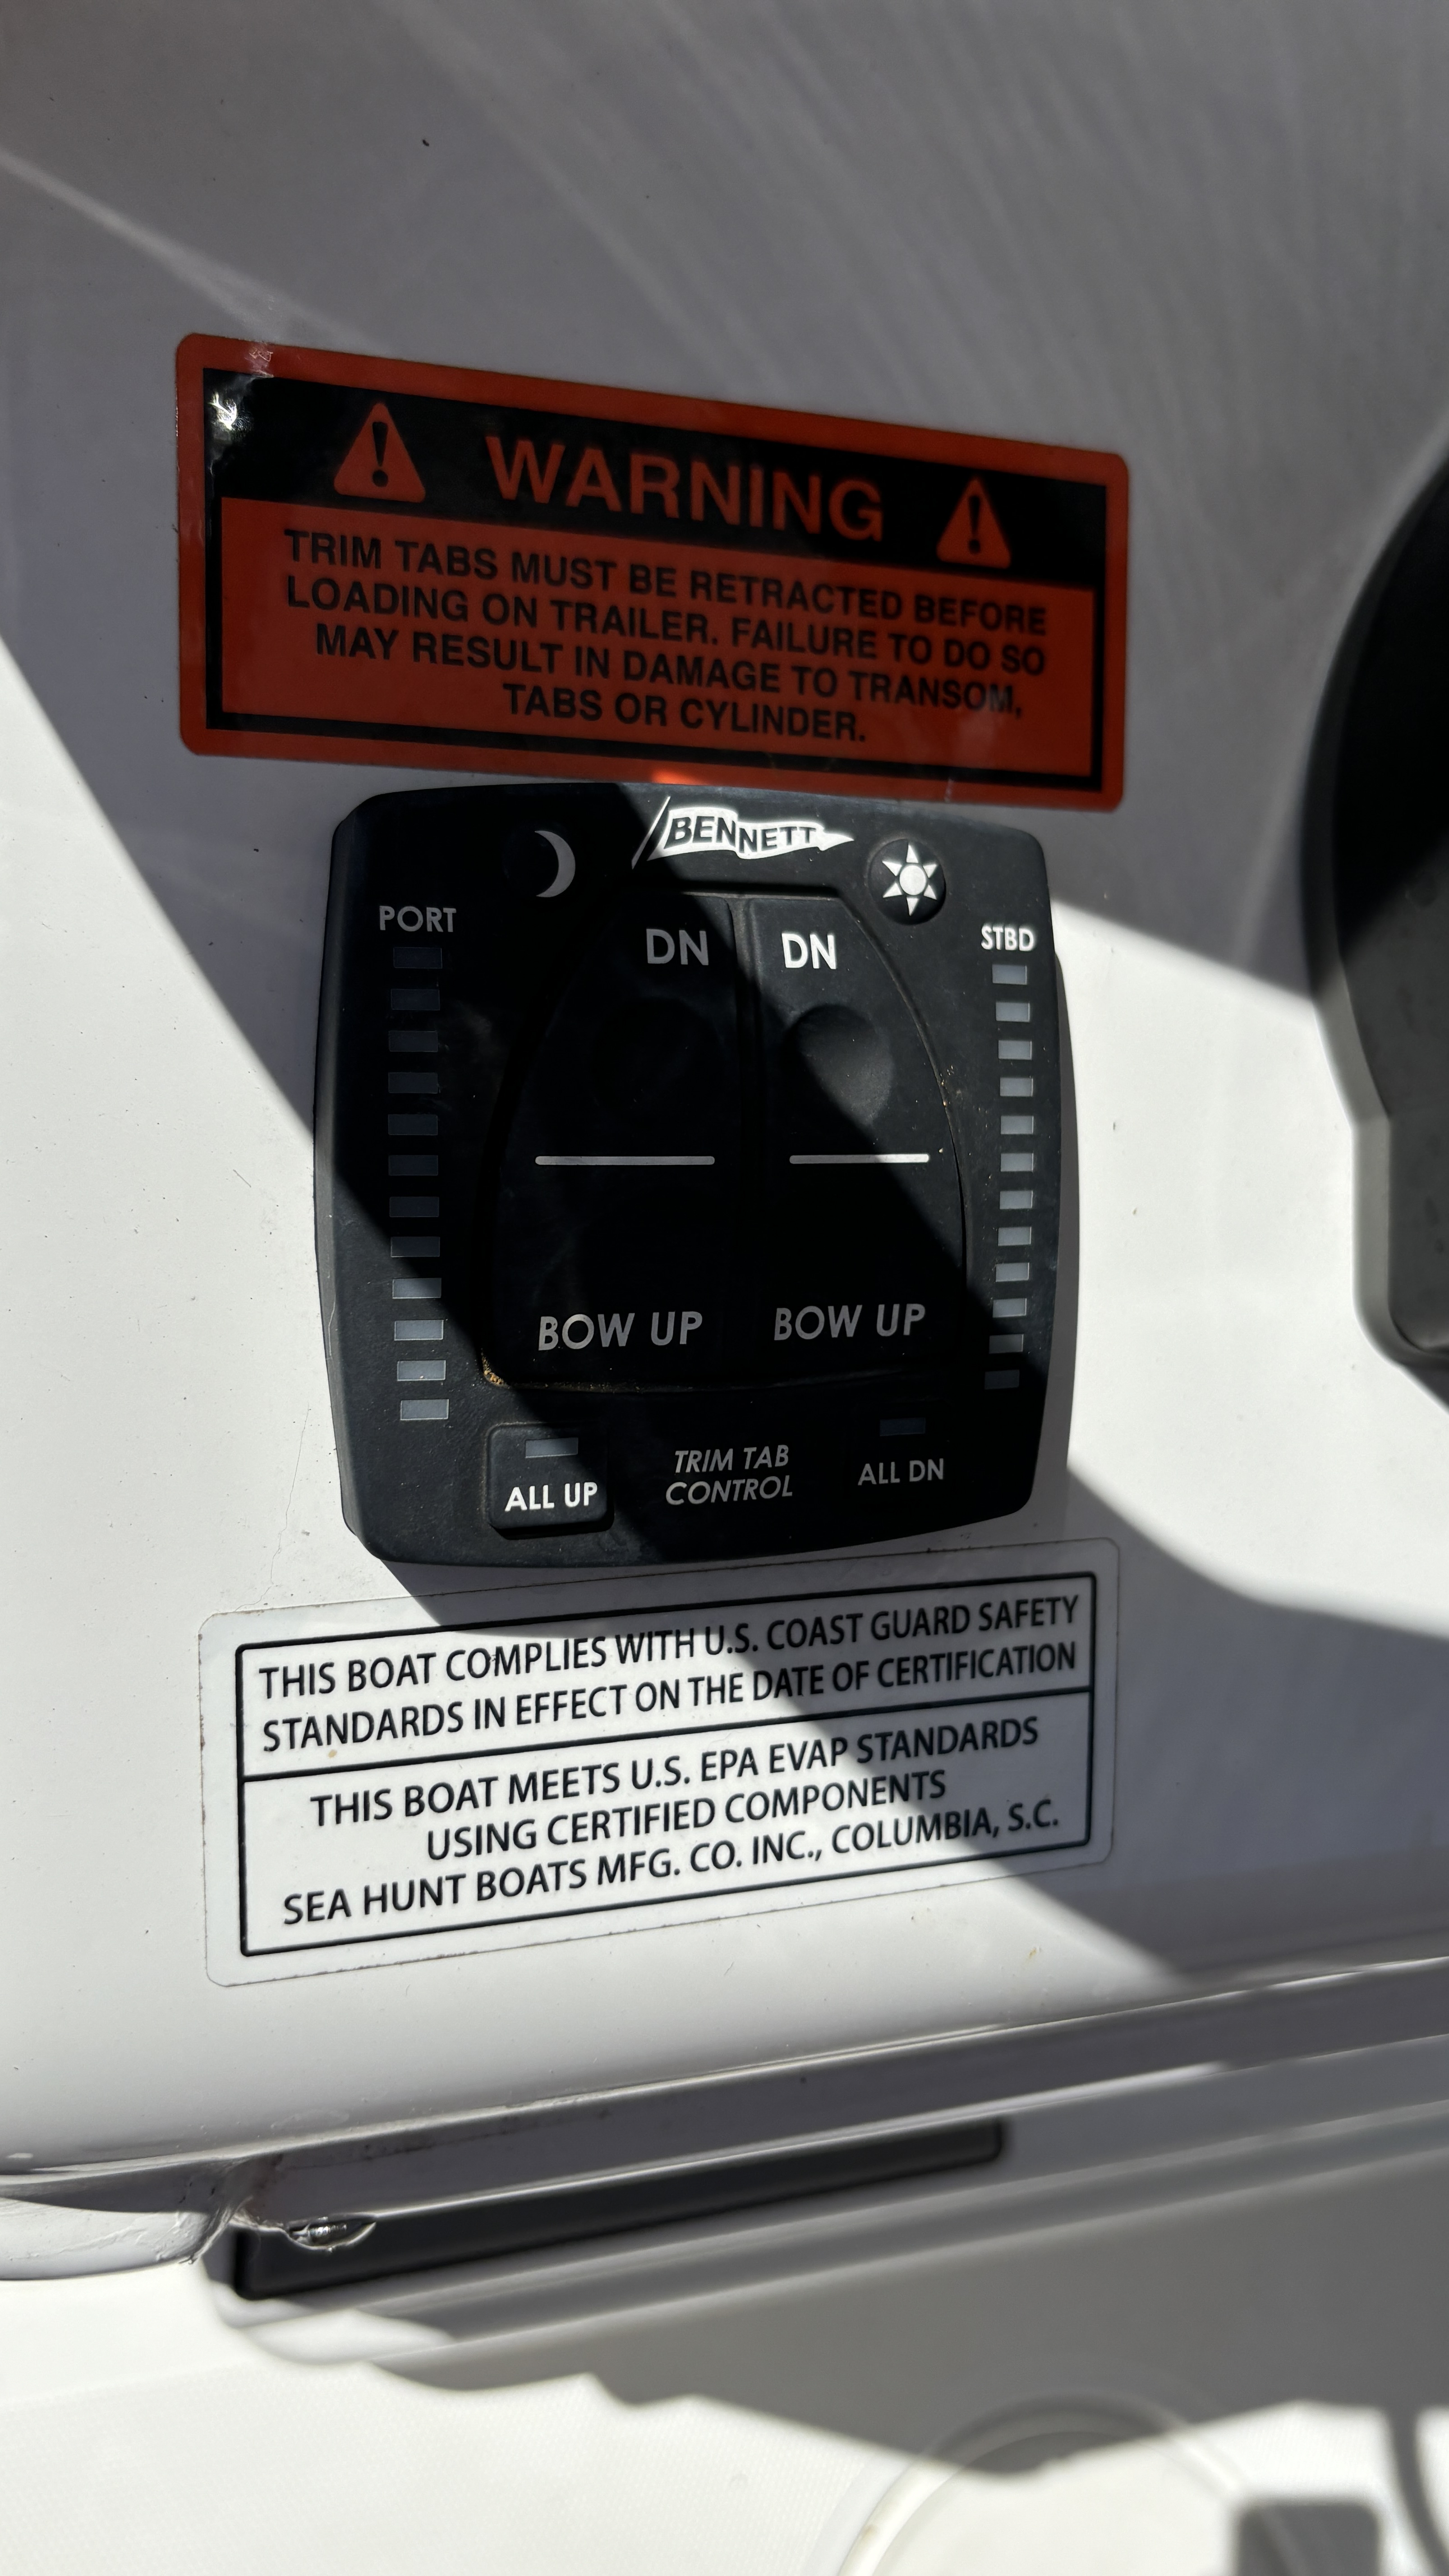 WARNING
TRIM TABS MUST BE RETRACTED BEFORE
LOADING ON TRAILER. FAILURE TO DO SO
MAY RESULT IN DAMAGE TO TRANSOM,
TABS OR CYLINDER.
BENNETT
PORT
STBD
DN DN
BOW UP BOW UP
ALL UP
TRIM TAB
CONTROL
ALL DN
THIS BOAT COMPLIES WITH U.S. COAST GUARD SAFETY
STANDARDS IN EFFECT ON THE DATE OF CERTIFICATION
THIS BOAT MEETS U.S. EPA EVAP STANDARDS
USING CERTIFIED COMPONENTS
SEA HUNT BOATS MFG. CO. INC., COLUMBIA, S.C.